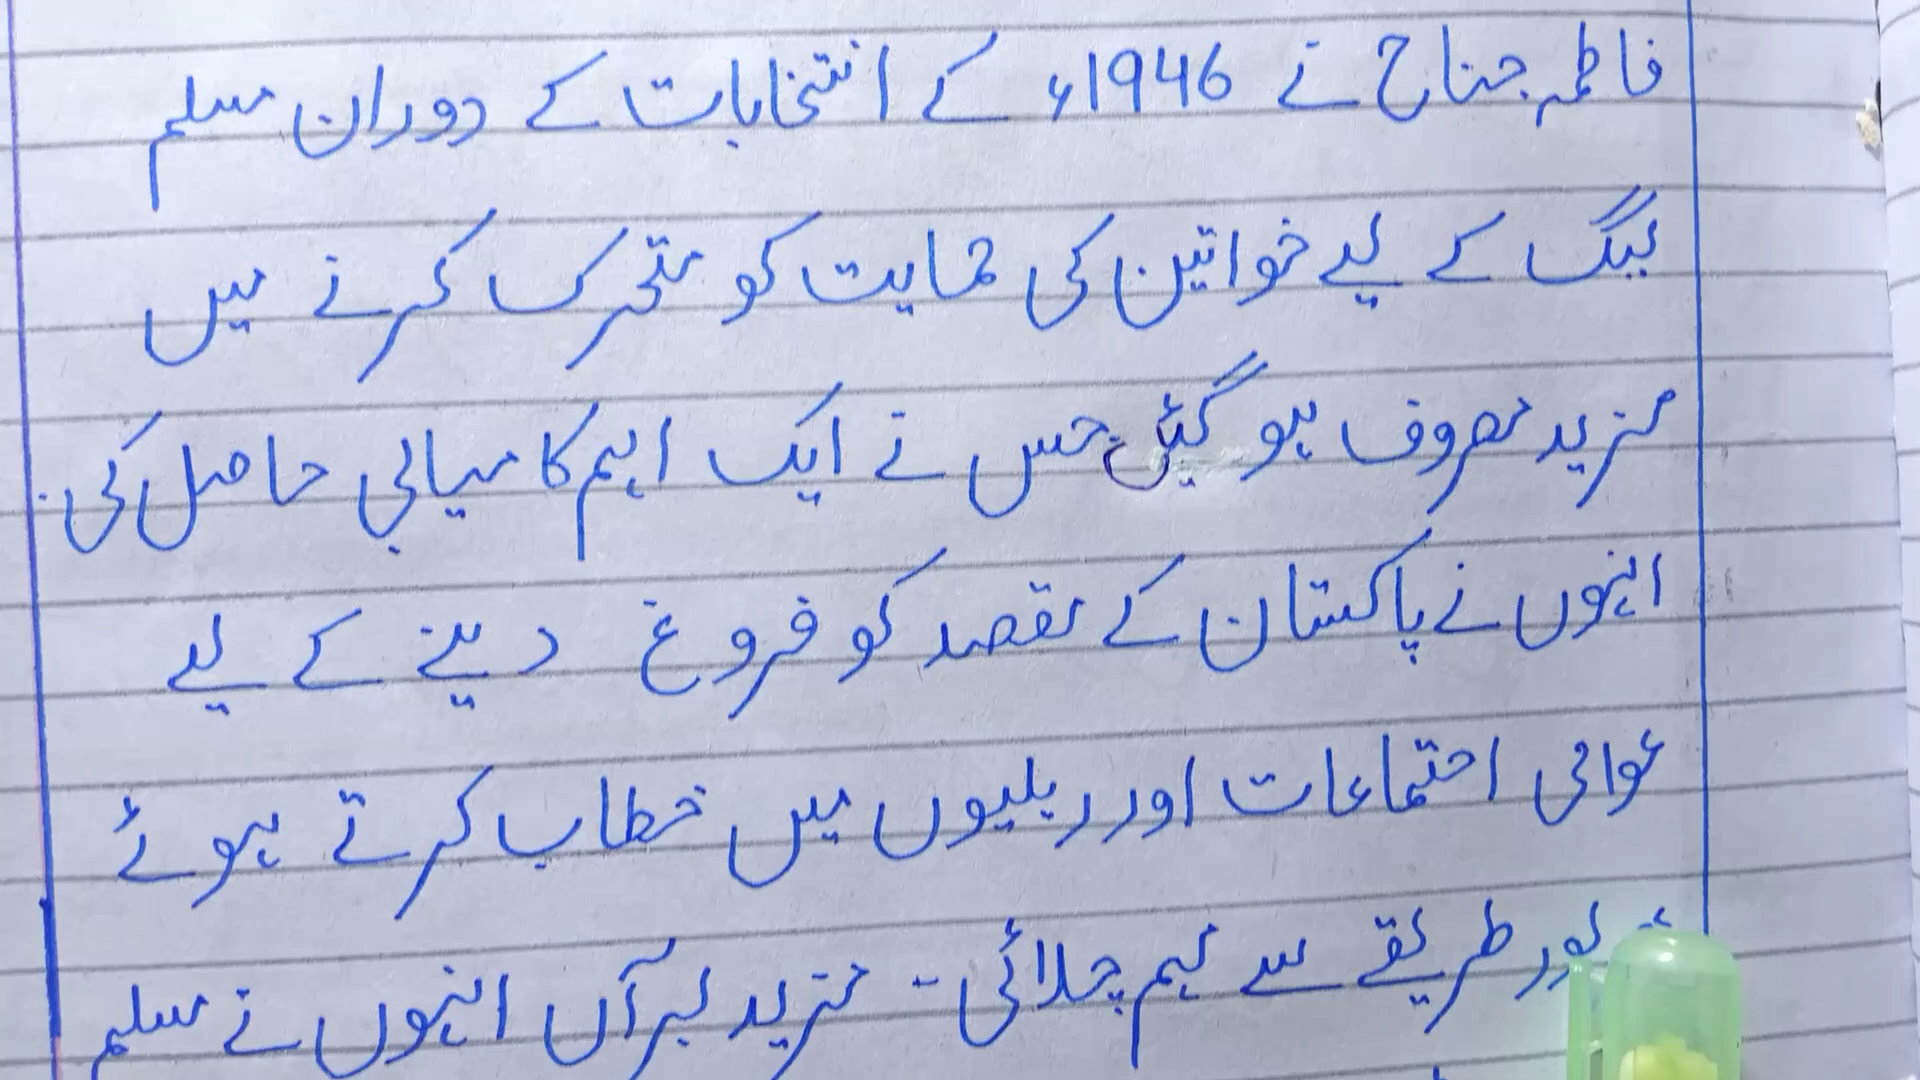 فاطمہ جناح نے 1946ء کے انتخابات کے دوران مسلم
لیگ کے لیے خواتین کی حمایت کو متحرک کرنے میں
مزید مصروف ہو گئیں جس نے ایک اہم کامیابی حاصل کی۔
انہوں نے پاکستان کے مقصد کو فروغ دینے کے لیے
عوامی اجتماعات اور ریلیوں میں خطاب کرتے ہوئے
طریقے سے مہم چلائی۔ مزید برآں انہوں نے مسلم